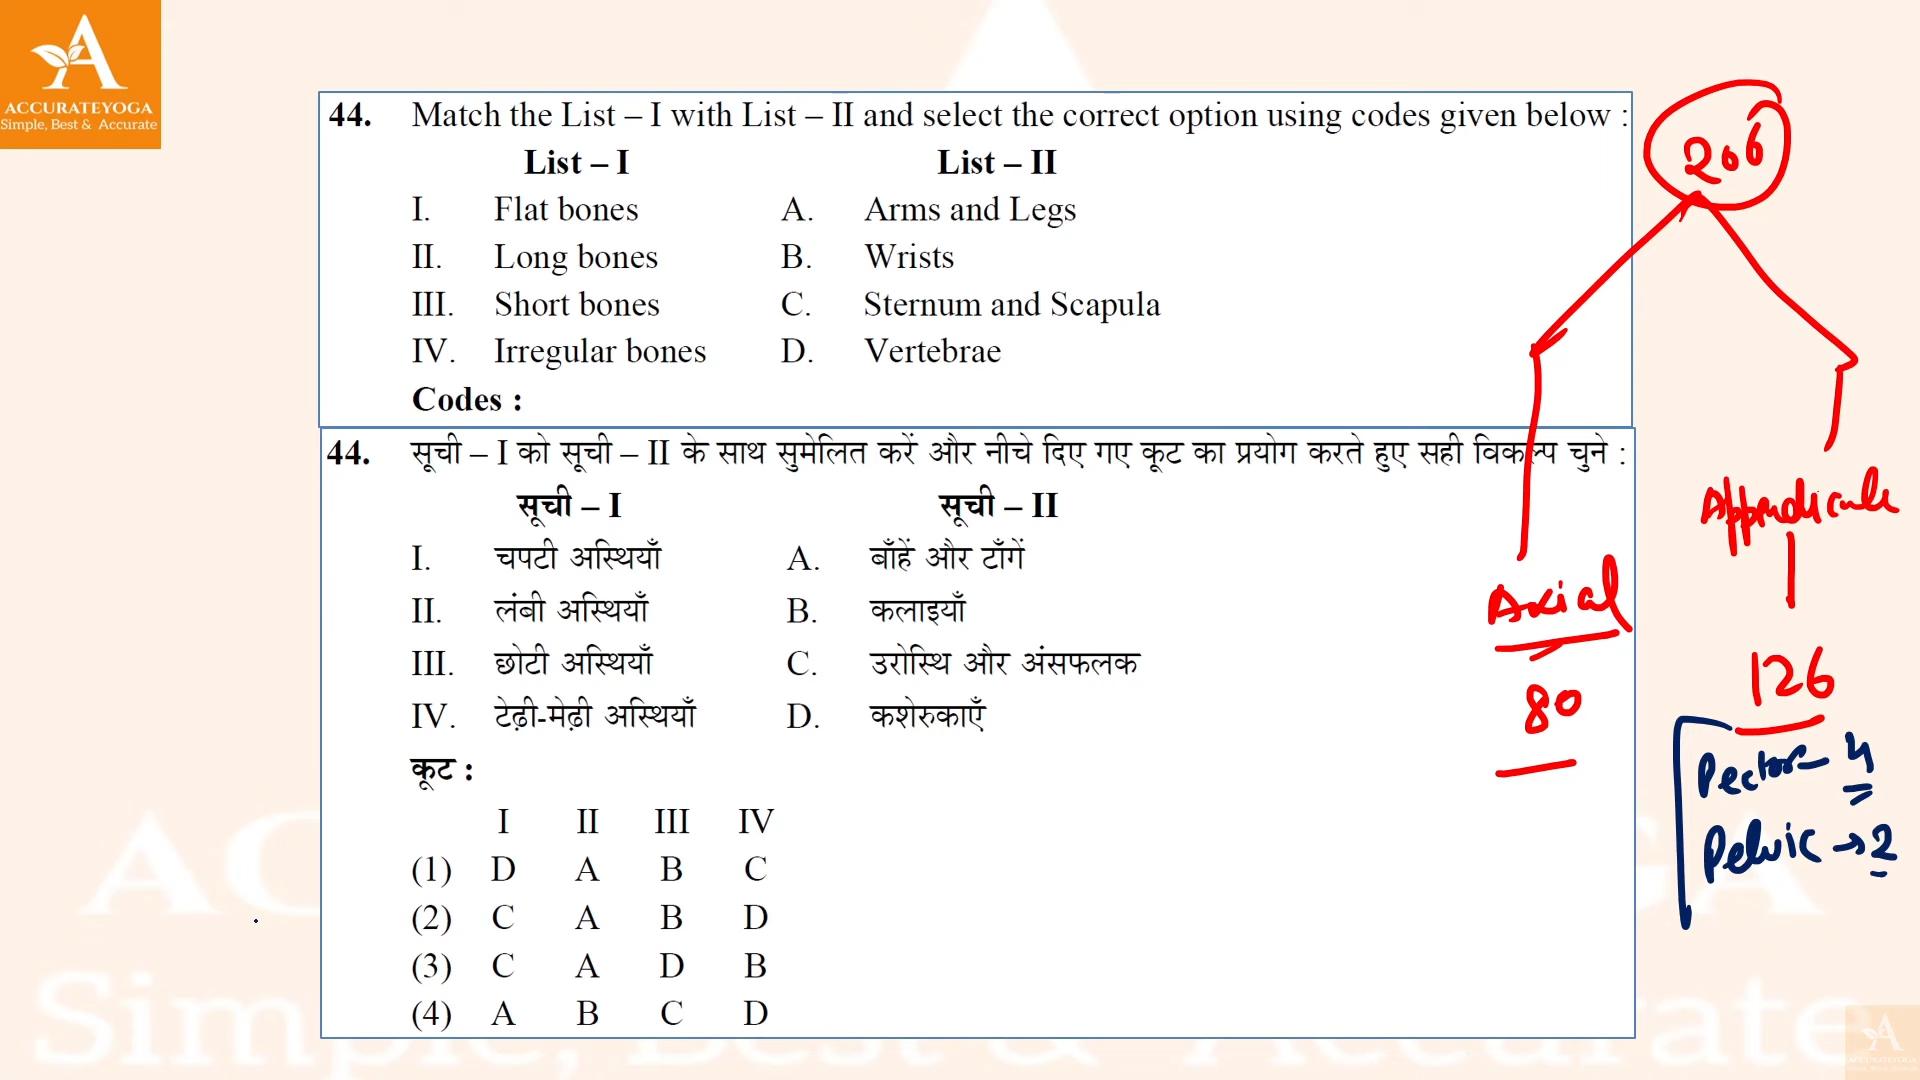 ACCURATEYOGA
Simple, Best & Accurate
44. Match the List – I with List – II and select the correct option using codes given below :
List – I List – II
I. Flat bones A. Arms and Legs
II. Long bones B. Wrists
III. Short bones C. Sternum and Scapula
IV. Irregular bones D. Vertebrae
Codes :
44. सूची – I को सूची – II के साथ सुमेलित करें और नीचे दिए गए कूट का प्रयोग करते हुए सही विकल्प चुने :
सूची – I सूची – II
I. चपटी अस्थियाँ A. बाँहें और टाँगें
II. लंबी अस्थियाँ B. कलाइयाँ
III. छोटी अस्थियाँ C. उरोस्थि और अंसफलक
IV. टेढ़ी-मेढ़ी अस्थियाँ D. कशेरुकाएँ
कूट :
I II III IV
(1) D A B C
(2) C A B D
(3) C A D B
(4) A B C D
206
Axial
80
126
Pector 4
Pelvic → 2